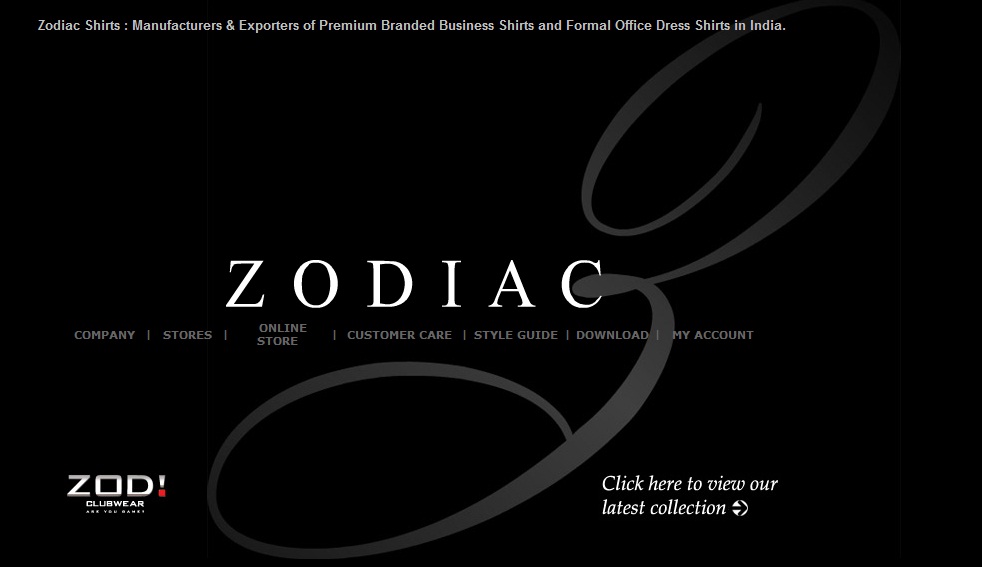 Zodiac Shirts : Manufacturers & Exporters of Premium Branded Business Shirts and Formal Office Dress Shirts in India.
ZODIAC
COMPANY | STORES | ONLINE STORE | CUSTOMER CARE | STYLE GUIDE | DOWNLOAD | MY ACCOUNT
ZOD!
CLUBWEAR
ARE YOU GAME?
Click here to view our
latest collection